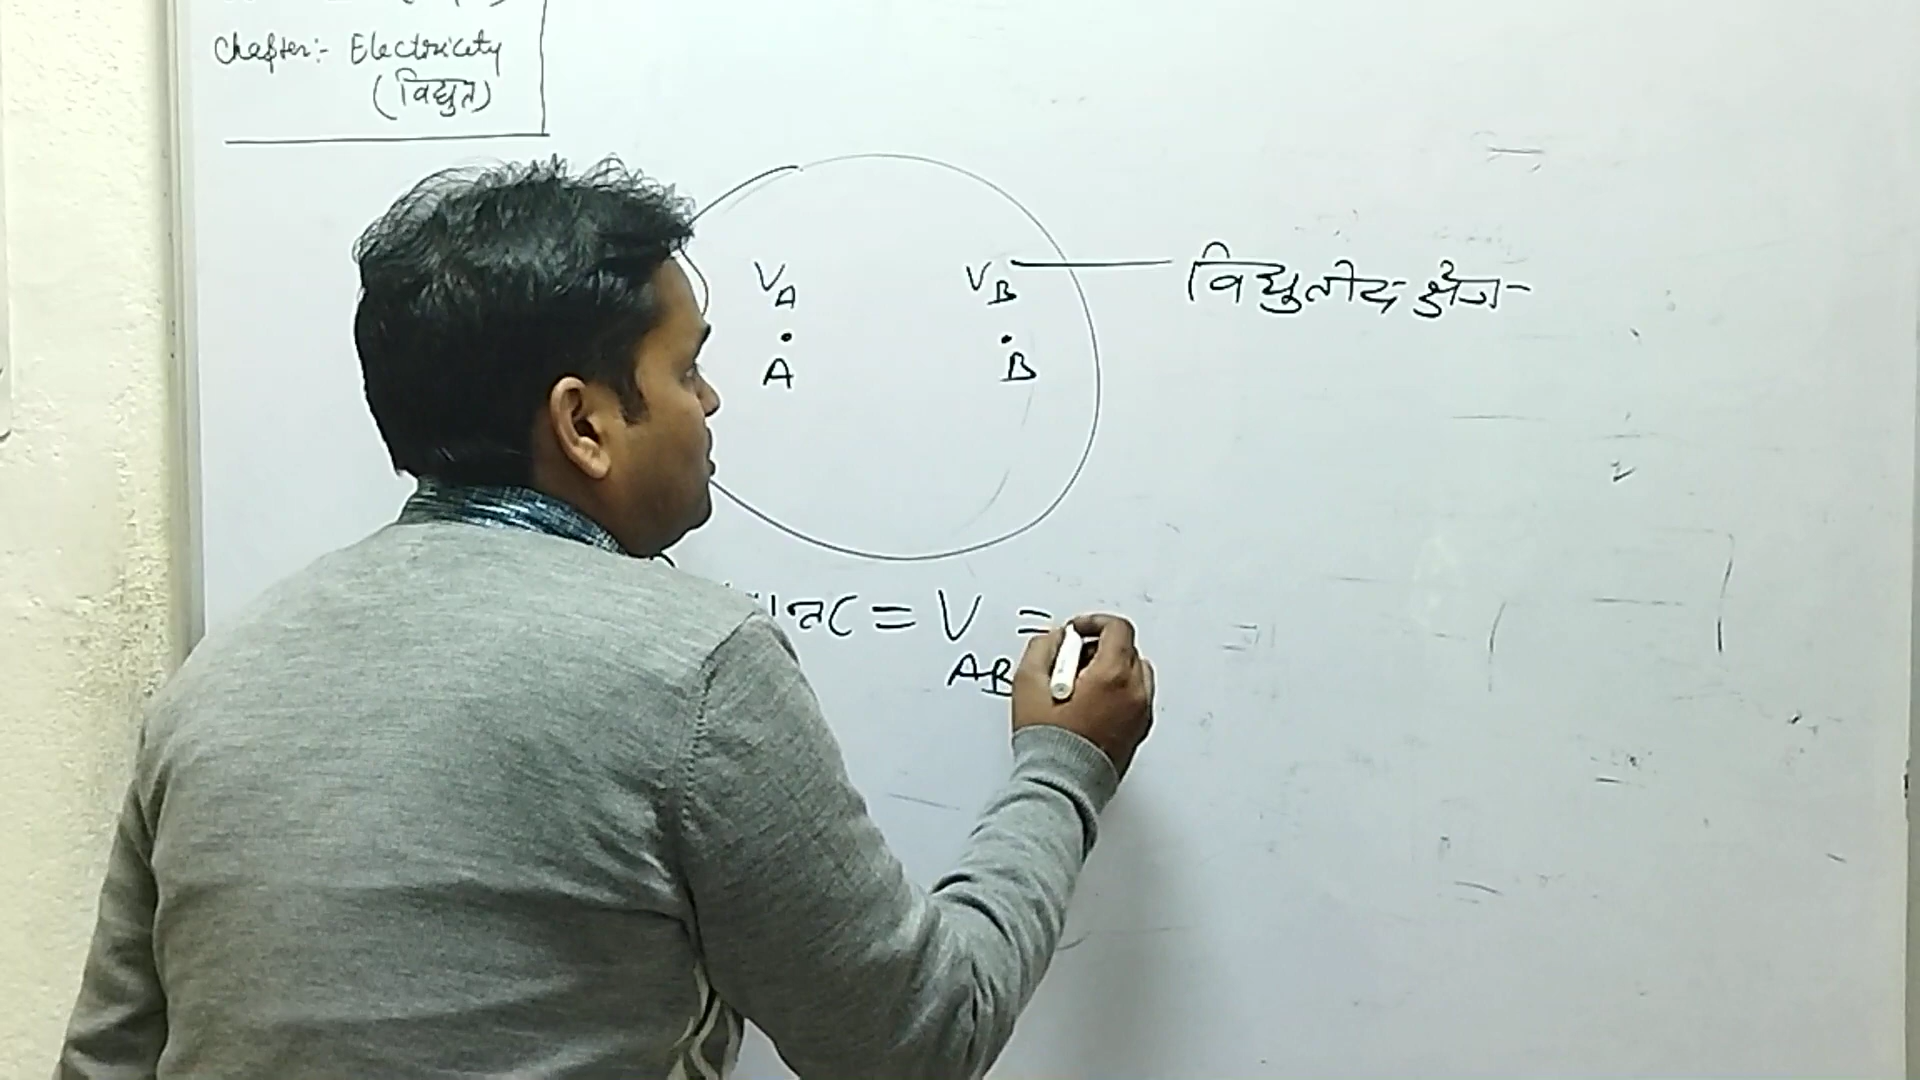 Chapter:- Electricity
(विद्युत)
VA VB विद्युतीय क्षेत्र
A B
= V =
AB